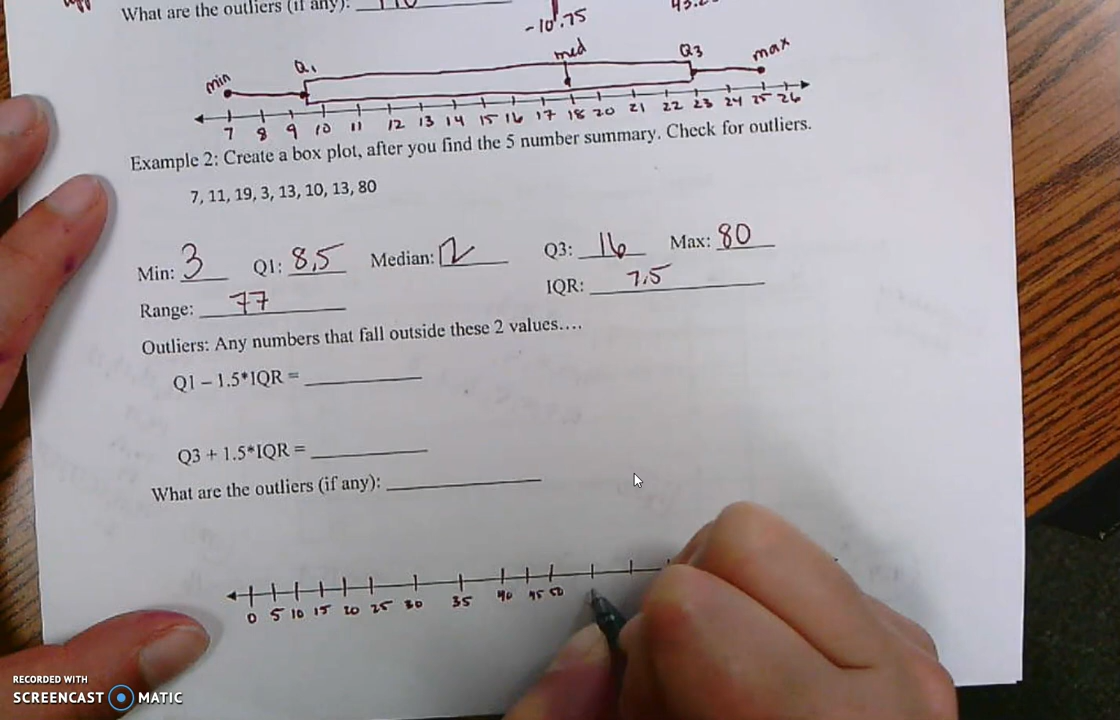 What are the outliers (if any):
-10.75
min Q1 med Q3 max
7 8 9 10 11 12 13 14 15 16 17 18 20 21 22 23 24 25 26
Example 2: Create a box plot, after you find the 5 number summary. Check for outliers.
7, 11, 19, 3, 13, 10, 13, 80
Min: 3 Q1: 8,5 Median: 12 Q3: 16 Max: 80
Range: 77 IQR: 7.5
Outliers: Any numbers that fall outside these 2 values….
Q1 – 1.5*IQR =
Q3 + 1.5*IQR =
What are the outliers (if any):
0 5 10 15 20 25 30 35 40 45 50
RECORDED WITH
SCREENCAST MATIC